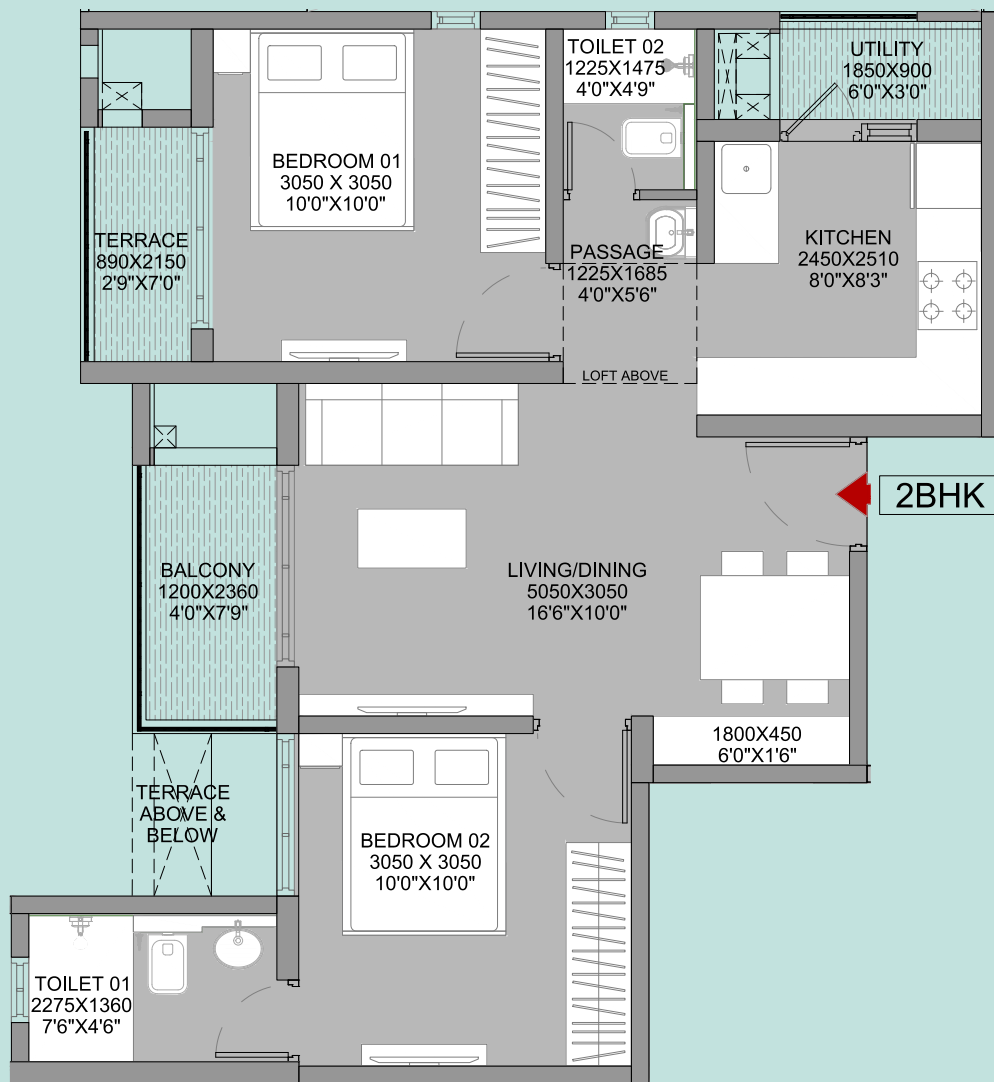 TOILET 02
1225X1475
4'0"X4'9"
UTILITY
1850X900
6'0"X3'0"
BEDROOM 01
3050 X 3050
10'0"X10'0"
TERRACE
890X2150
2'9"X7'0"
PASSAGE
1225X1685
4'0"X5'6"
KITCHEN
2450X2510
8'0"X8'3"
LOFT ABOVE
2BHK
BALCONY
1200X2360
4'0"X7'9"
LIVING/DINING
5050X3050
16'6"X10'0"
1800X450
6'0"X1'6"
TERRACE
ABOVE &
BELOW
BEDROOM 02
3050 X 3050
10'0"X10'0"
TOILET 01
2275X1360
7'6"X4'6"